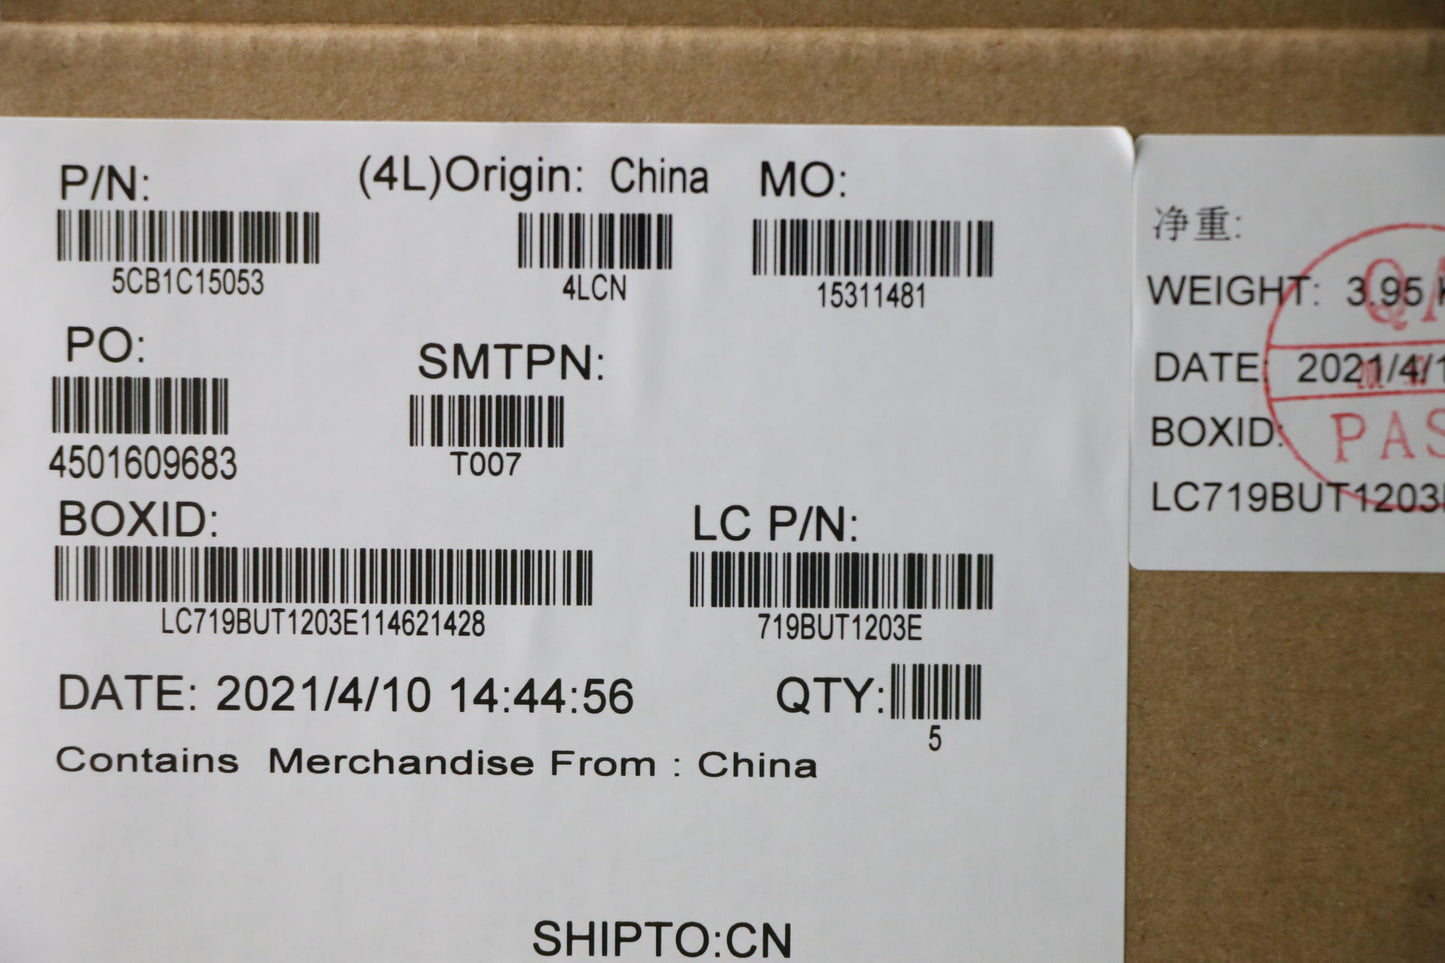 P/N: (4L)Origin: China MO:
5CB1C15053 4LCN 15311481
PO: SMTPN:
4501609683 T007
BOXID: LC P/N:
LC719BUT1203E114621428 719BUT1203E
DATE: 2021/4/10 14:44:56 QTY:
5
Contains Merchandise From : China
SHIPTO:CN
净重:
WEIGHT: 3.95
DATE: 2021/4/1
BOXID:
LC719BUT1203
PAS